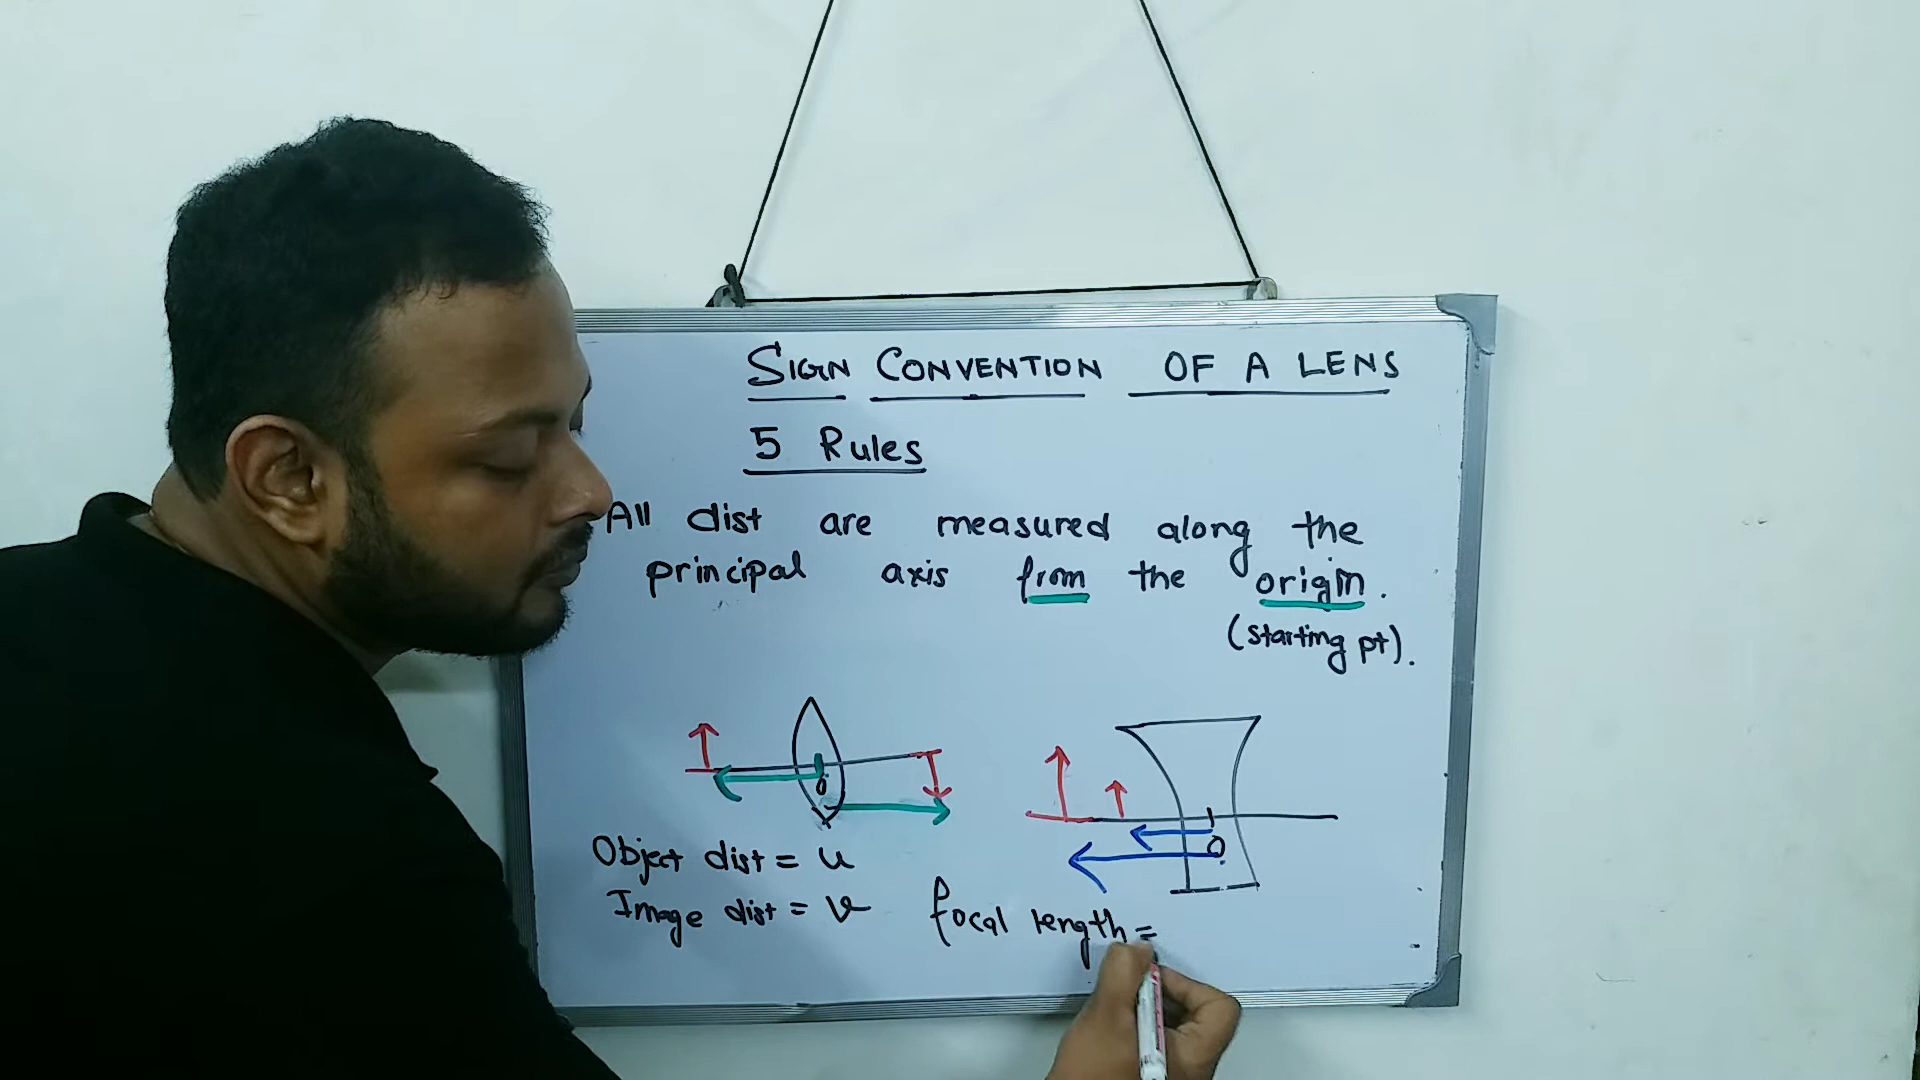 SIGN CONVENTION OF A LENS
5 Rules
All dist are measured along the
principal axis from the origin.
(starting pt).
O
O
Object dist = u
Image dist = v
focal length =